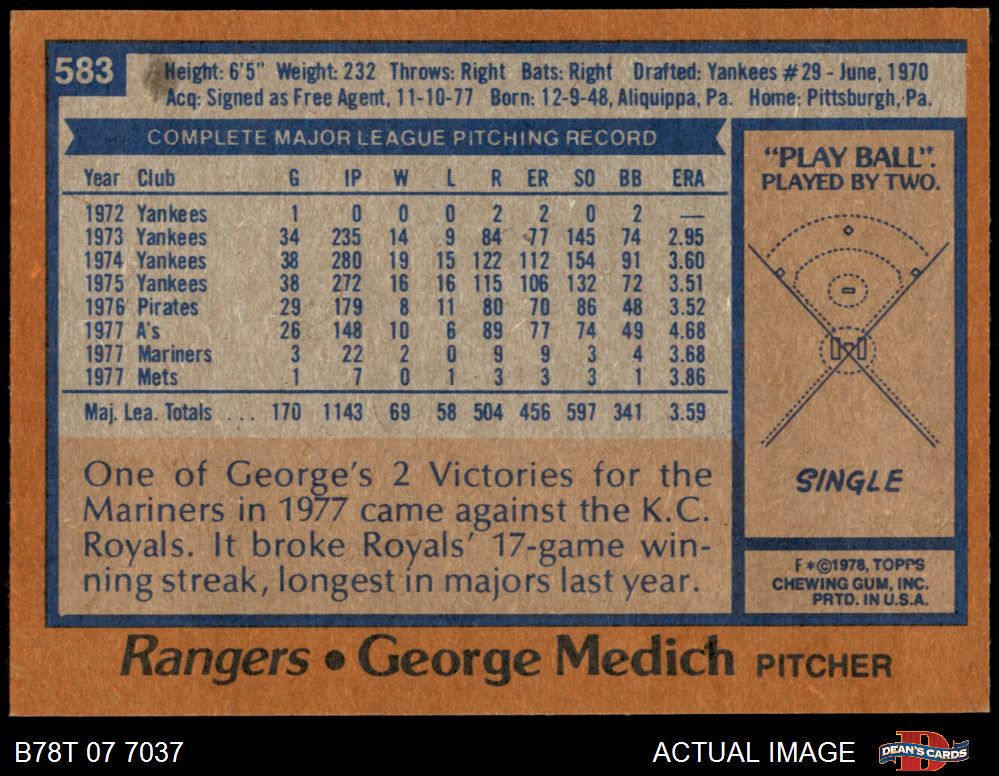 583
Height: 6'5" Weight: 232 Throws: Right Bats: Right Drafted: Yankees #29 - June, 1970
Acq: Signed as Free Agent, 11-10-77 Born: 12-9-48, Aliquippa, Pa. Home: Pittsburgh, Pa.
COMPLETE MAJOR LEAGUE PITCHING RECORD
Year Club G IP W L R ER SO BB ERA
1972 Yankees 1 0 0 0 2 2 0 2 —
1973 Yankees 34 235 14 9 84 77 145 74 2.95
1974 Yankees 38 280 19 15 122 112 154 91 3.60
1975 Yankees 38 272 16 16 115 106 132 72 3.51
1976 Pirates 29 179 8 11 80 70 86 48 3.52
1977 A's 26 148 10 6 89 77 74 49 4.68
1977 Mariners 3 22 2 0 9 9 3 4 3.68
1977 Mets 1 7 0 1 3 3 3 1 3.86
Maj. Lea. Totals ... 170 1143 69 58 504 456 597 341 3.59
One of George's 2 Victories for the
Mariners in 1977 came against the K.C.
Royals. It broke Royals' 17-game win-
ning streak, longest in majors last year.
"PLAY BALL".
PLAYED BY TWO.
SINGLE
F*©1978, TOPPS
CHEWING GUM, INC.
PRTD. IN U.S.A.
Rangers • George Medich PITCHER
B78T 07 7037
ACTUAL IMAGE
DEAN'S CARDS